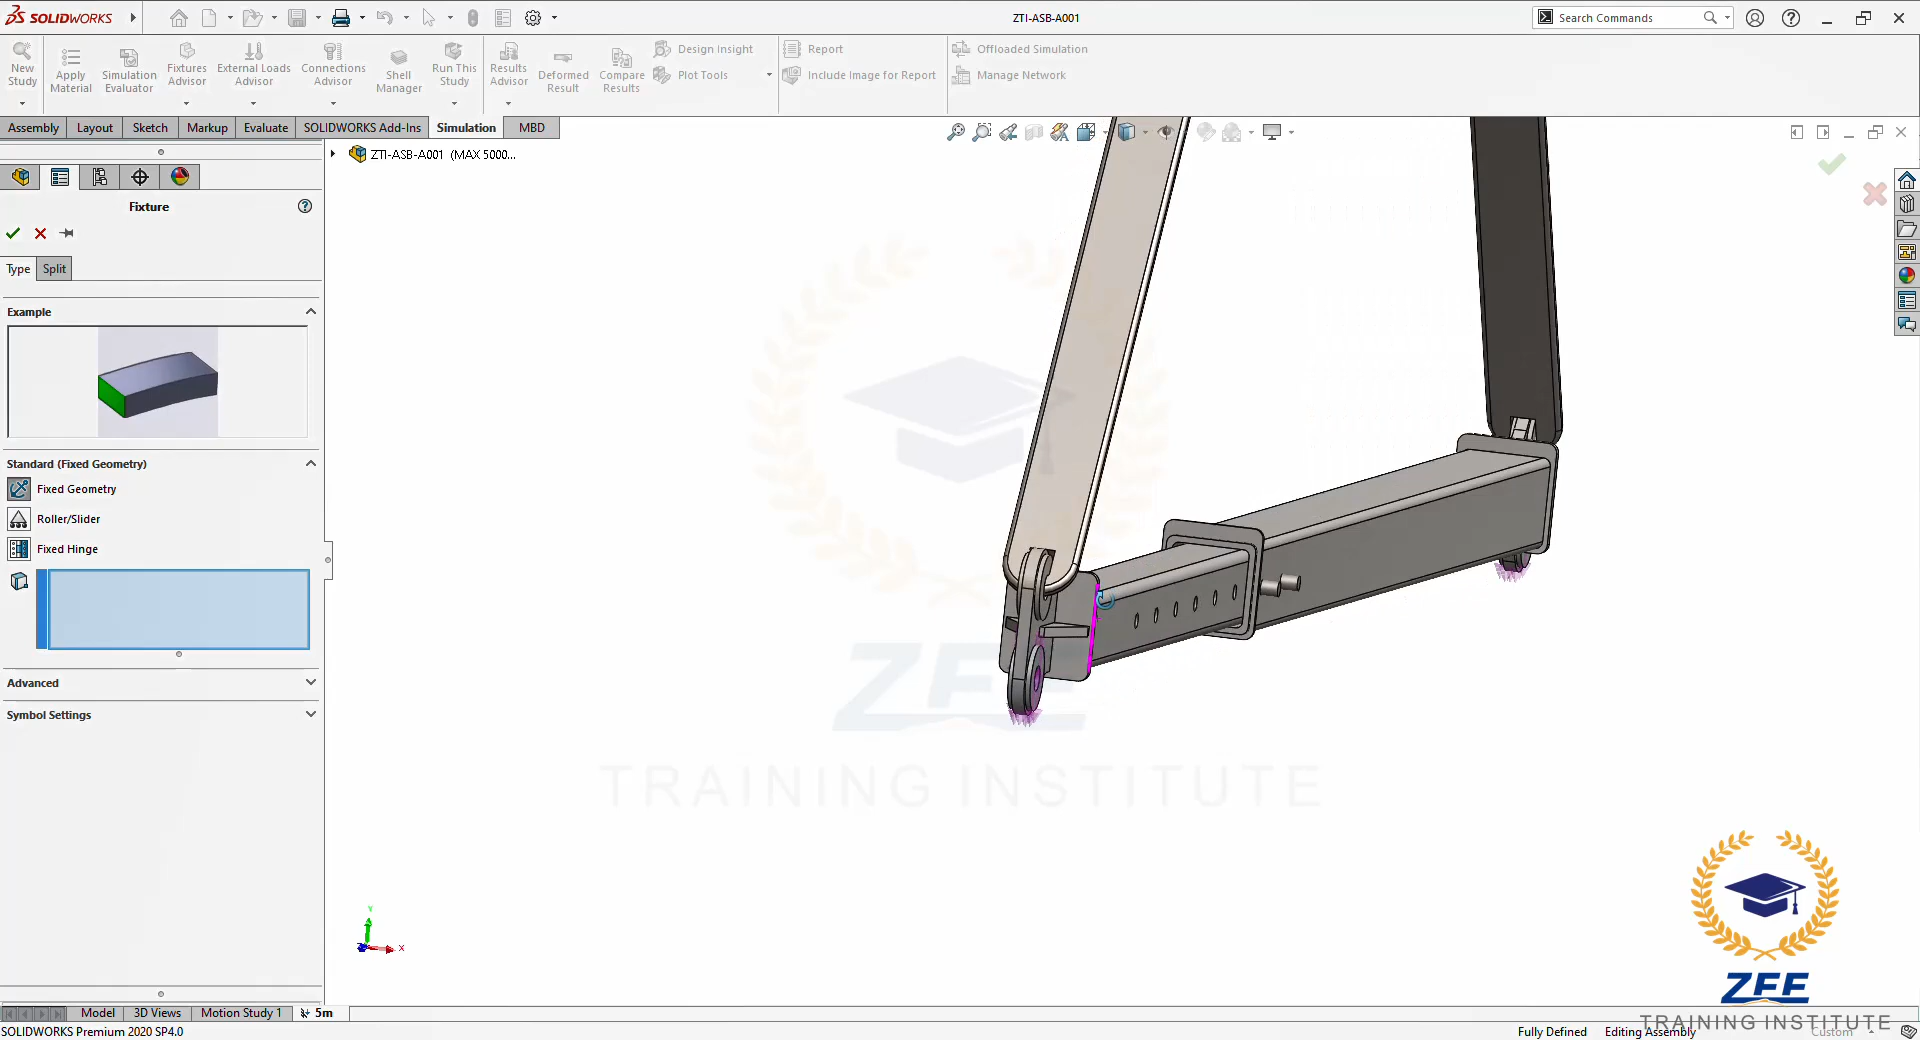 SOLIDWORKS
ZTI-ASB-A001
Search Commands
New Study
Apply Material
Simulation Evaluator
Fixtures Advisor
External Loads Advisor
Connections Advisor
Shell Manager
Run This Study
Results Advisor
Deformed Result
Compare Results
Design Insight
Plot Tools
Report
Include Image for Report
Offloaded Simulation
Manage Network
Assembly
Layout
Sketch
Markup
Evaluate
SOLIDWORKS Add-Ins
Simulation
MBD
ZTI-ASB-A001 (MAX 5000...
Fixture
Type
Split
Example
Standard (Fixed Geometry)
Fixed Geometry
Roller/Slider
Fixed Hinge
Advanced
Symbol Settings
ZFE
TRAINING INSTITUTE
Y
X
ZFE
TRAINING INSTITUTE
Model
3D Views
Motion Study 1
5m
SOLIDWORKS Premium 2020 SP4.0
Fully Defined
Editing Assembly
Custom